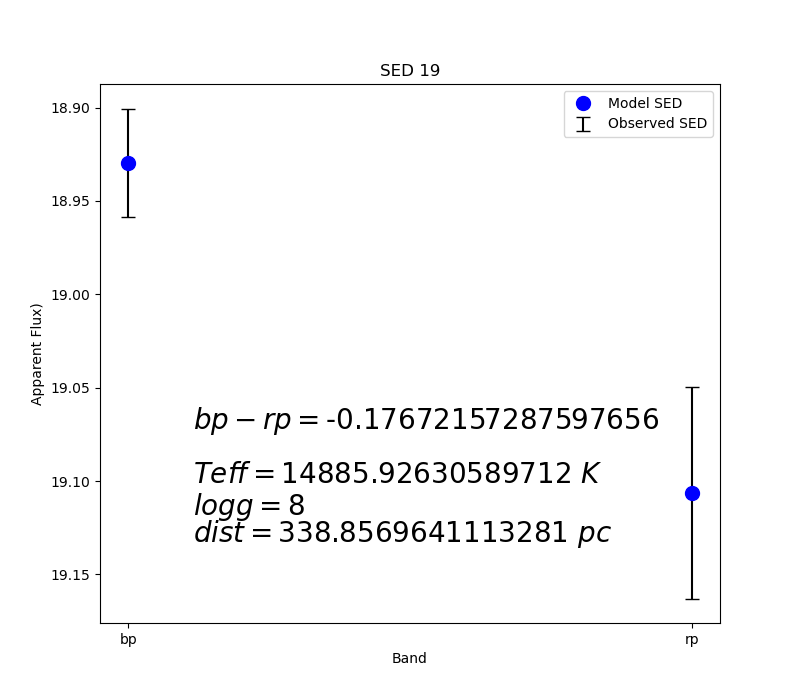 SED 19
Model SED
Observed SED
18.90
18.95
19.00
19.05
19.10
19.15
Apparent Flux)
bp − rp = -0.17672157287597656
Teff = 14885.92630589712 K
logg = 8
dist = 338.8569641113281 pc
bp
rp
Band